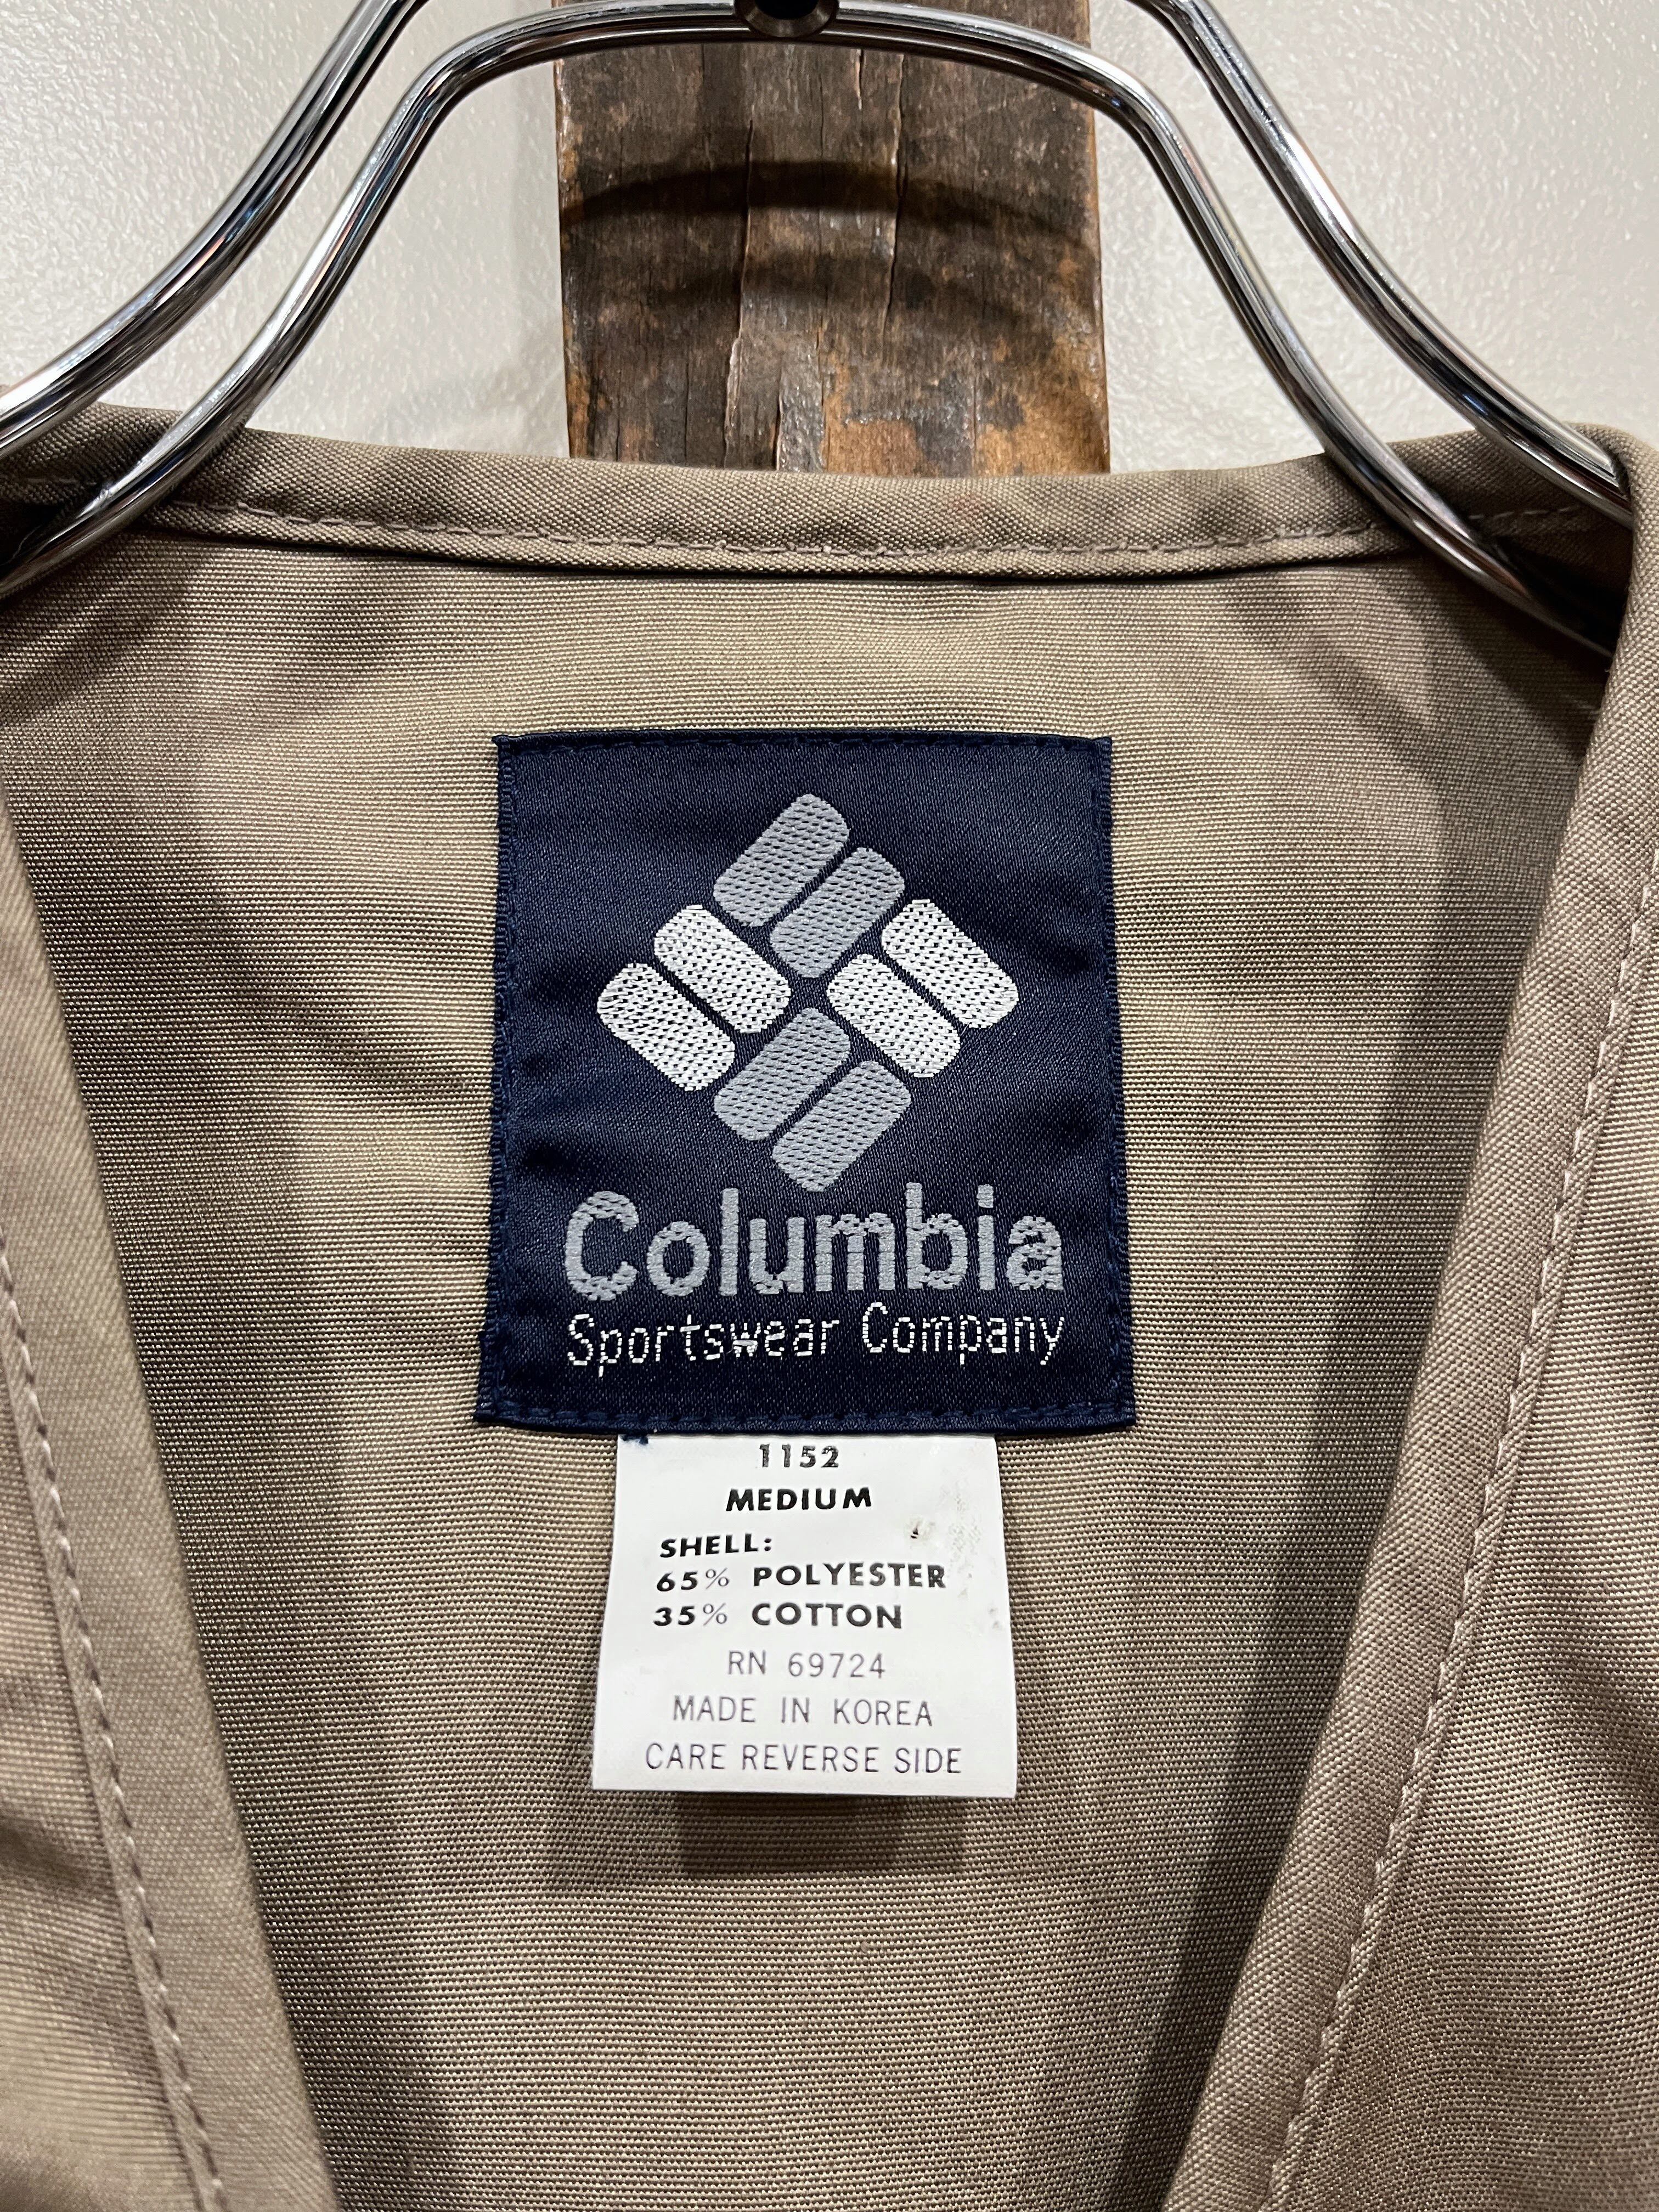 Columbia
Sportswear Company
1152
MEDIUM
SHELL:
65% POLYESTER
35% COTTON
RN 69724
MADE IN KOREA
CARE REVERSE SIDE